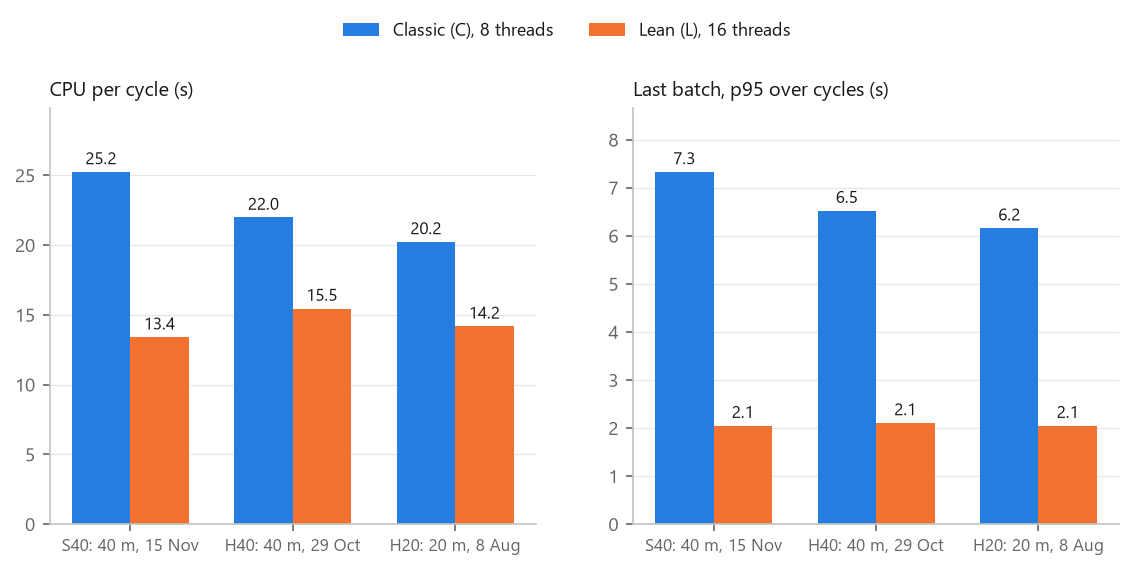 Classic (C), 8 threads
Lean (L), 16 threads
CPU per cycle (s)
25
20
15
10
5
0
25.2
13.4
22.0
15.5
20.2
14.2
S40: 40 m, 15 Nov
H40: 40 m, 29 Oct
H20: 20 m, 8 Aug
Last batch, p95 over cycles (s)
8
7
6
5
4
3
2
1
0
7.3
2.1
6.5
2.1
6.2
2.1
S40: 40 m, 15 Nov
H40: 40 m, 29 Oct
H20: 20 m, 8 Aug